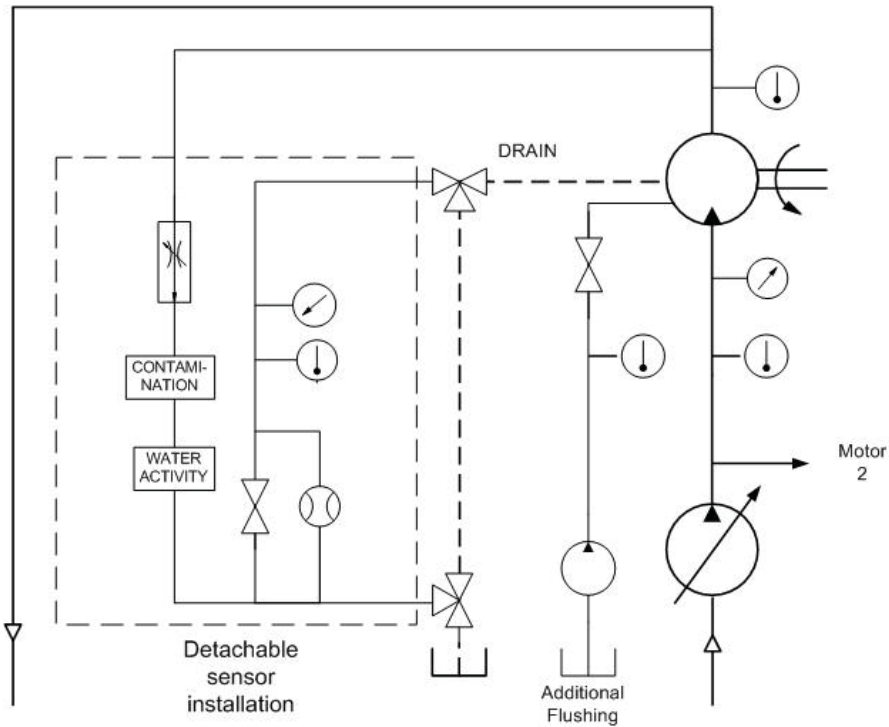 DRAIN
CONTAMI-
NATION
WATER
ACTIVITY
Motor
2
Detachable
sensor
installation
Additional
Flushing